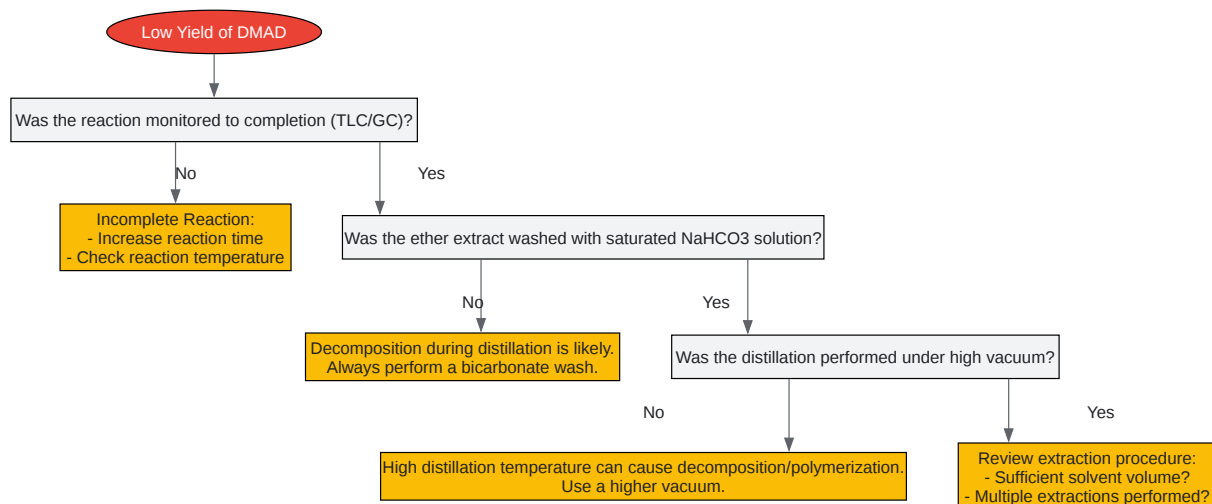 Low Yield of DMAD
Was the reaction monitored to completion (TLC/GC)?
No
Yes
Incomplete Reaction:
- Increase reaction time
- Check reaction temperature
Was the ether extract washed with saturated NaHCO3 solution?
No
Yes
Decomposition during distillation is likely.
Always perform a bicarbonate wash.
Was the distillation performed under high vacuum?
No
Yes
High distillation temperature can cause decomposition/polymerization.
Use a higher vacuum.
Review extraction procedure:
- Sufficient solvent volume?
- Multiple extractions performed?